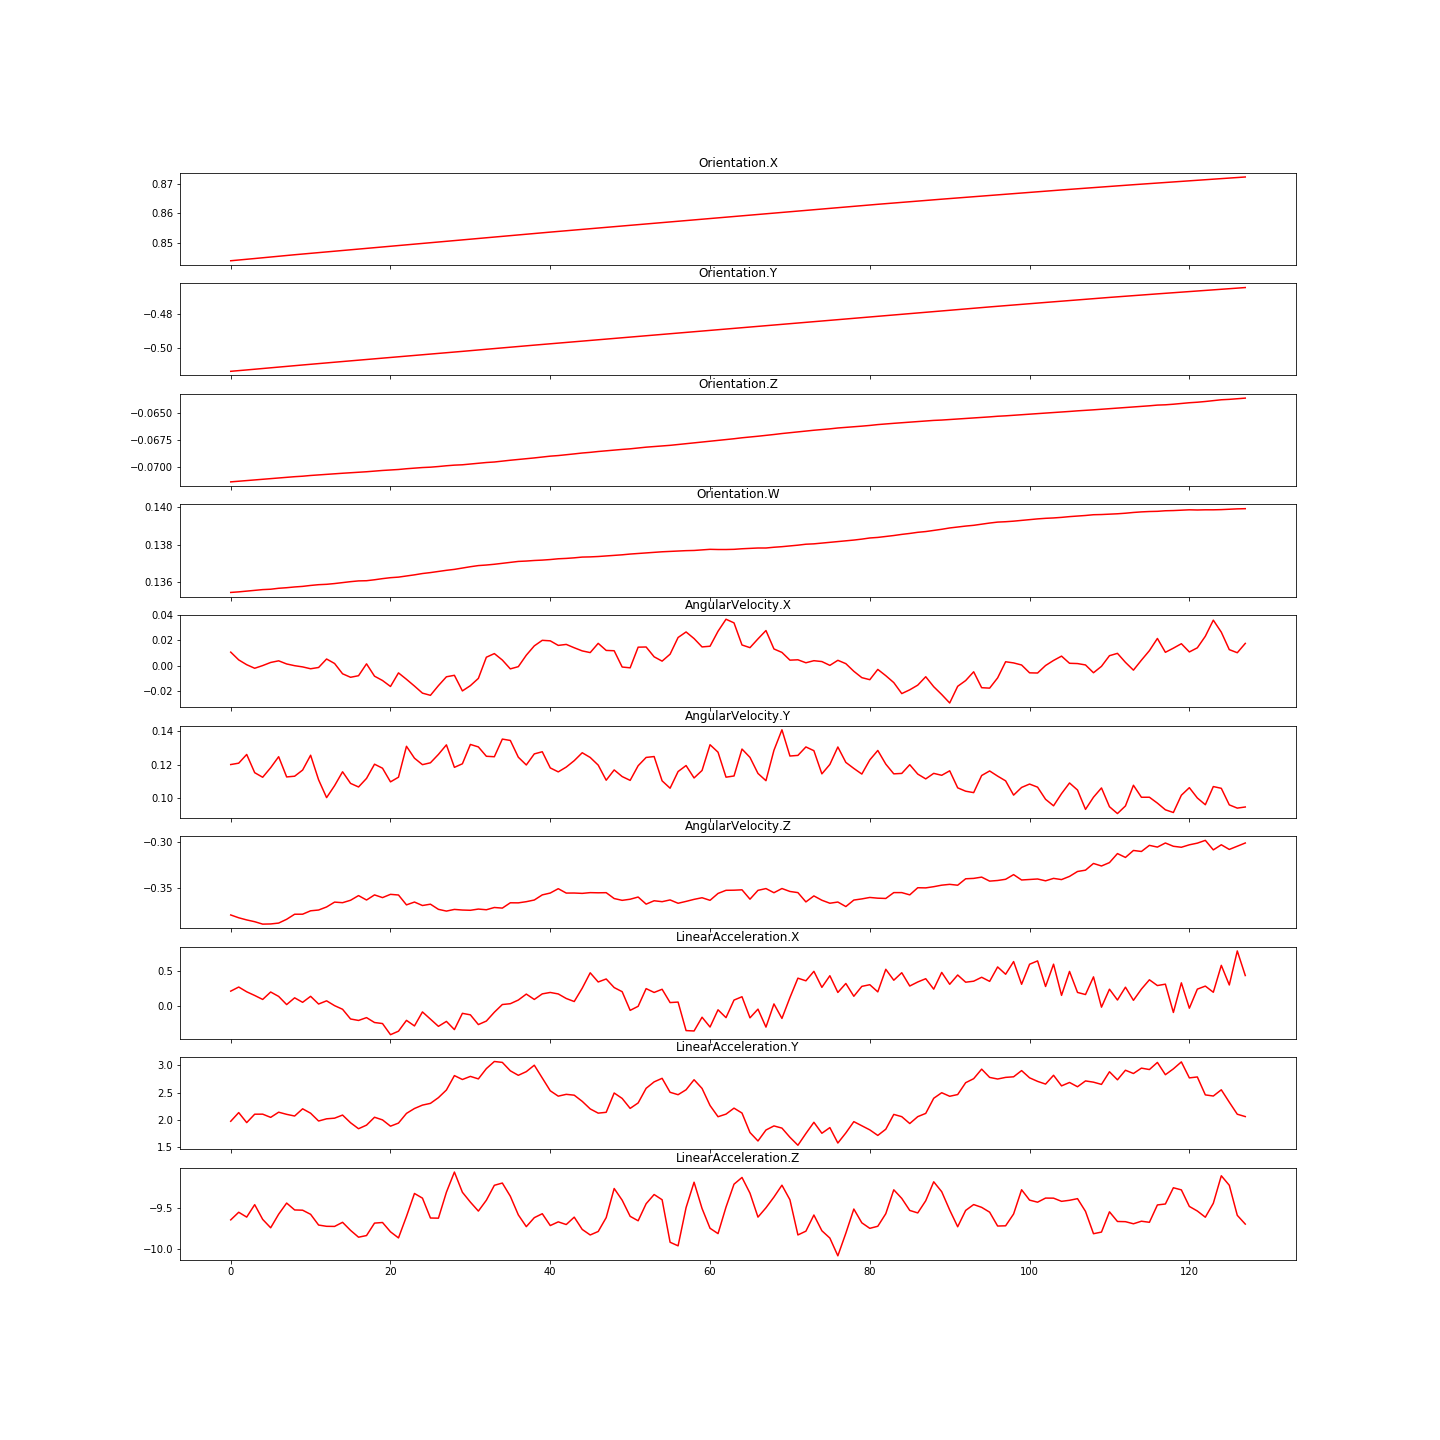 Orientation.X
0.87
0.86
0.85
Orientation.Y
−0.48
−0.50
Orientation.Z
−0.0650
−0.0675
−0.0700
Orientation.W
0.140
0.138
0.136
AngularVelocity.X
0.04
0.02
0.00
−0.02
AngularVelocity.Y
0.14
0.12
0.10
AngularVelocity.Z
−0.30
−0.35
LinearAcceleration.X
0.5
0.0
LinearAcceleration.Y
3.0
2.5
2.0
1.5
LinearAcceleration.Z
−9.5
−10.0
0 20 40 60 80 100 120